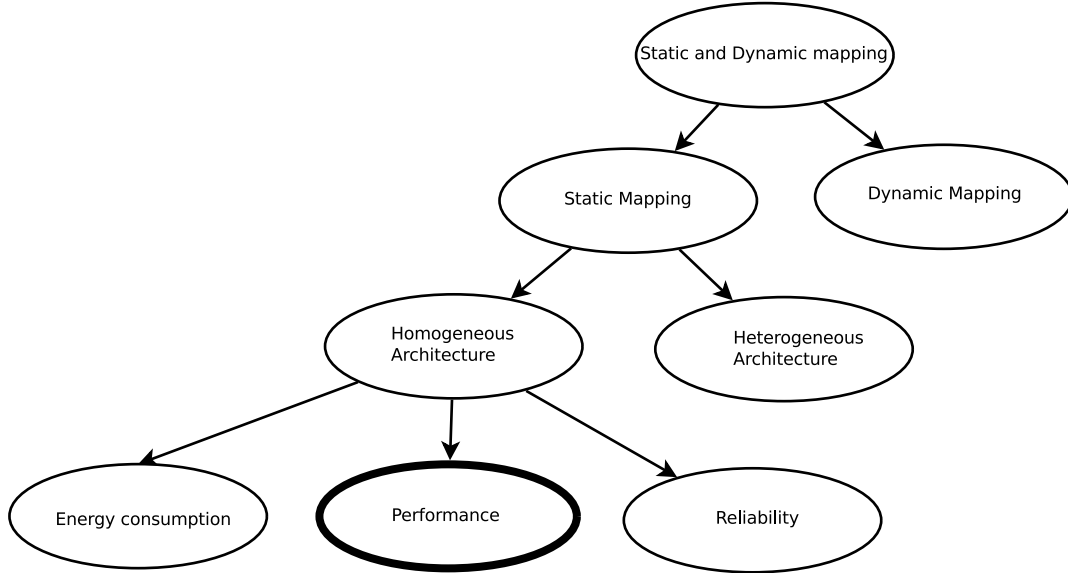 Static and Dynamic mapping
Static Mapping
Dynamic Mapping
Homogeneous
Architecture
Heterogeneous
Architecture
Energy consumption
Performance
Reliability